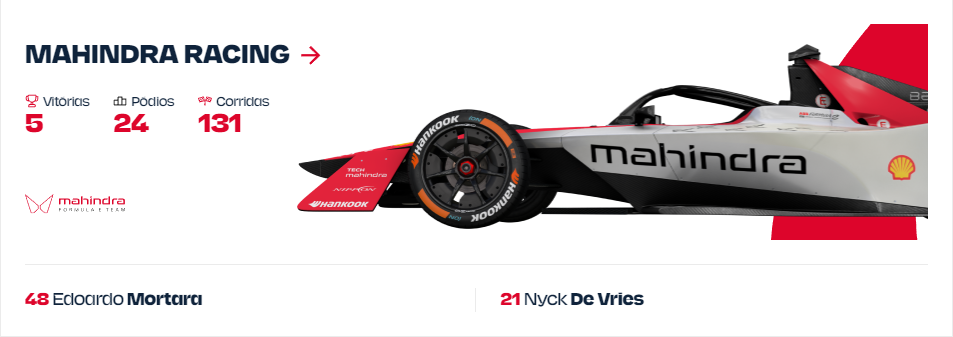 MAHINDRA RACING
Vitórias Pódios Corridas
5 24 131
HANKOOK
mahindra
TECH
mahindra
NIPPON
HANKOOK
HANKOOK
mahindra
FORMULA E TEAM
48 Edoardo Mortara
21 Nyck De Vries